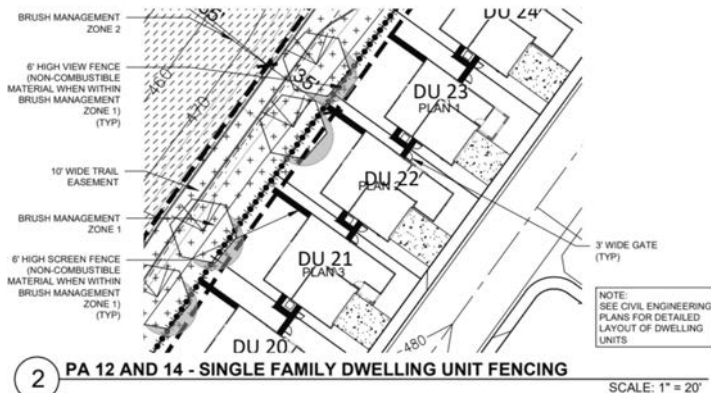 BRUSH MANAGEMENT
ZONE 2
6' HIGH VIEW FENCE
(NON-COMBUSTIBLE
MATERIAL WHEN WITHIN
BRUSH MANAGEMENT
ZONE 1)
(TYP)
10' WIDE TRAIL
EASEMENT
BRUSH MANAGEMENT
ZONE 1
6' HIGH SCREEN FENCE
(NON-COMBUSTIBLE
MATERIAL WHEN WITHIN
BRUSH MANAGEMENT
ZONE 1)
(TYP)
460
470
35'
35'
DU 24
DU 23
PLAN 1
DU 22
PLAN 2
DU 21
PLAN 3
DU 20
480
3' WIDE GATE
(TYP)
NOTE:
SEE CIVIL ENGINEERING
PLANS FOR DETAILED
LAYOUT OF DWELLING
UNITS
2
PA 12 AND 14 - SINGLE FAMILY DWELLING UNIT FENCING
SCALE: 1" = 20'